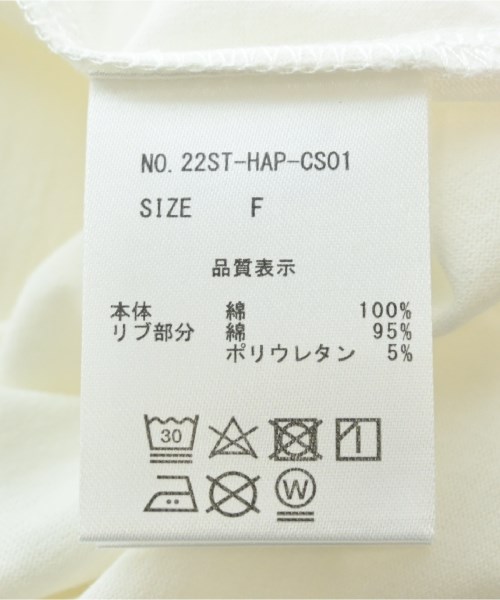 NO. 22ST-HAP-CS01
SIZE F
品質表示
本体 綿 100%
リブ部分 綿 95%
ポリウレタン 5%
30
W